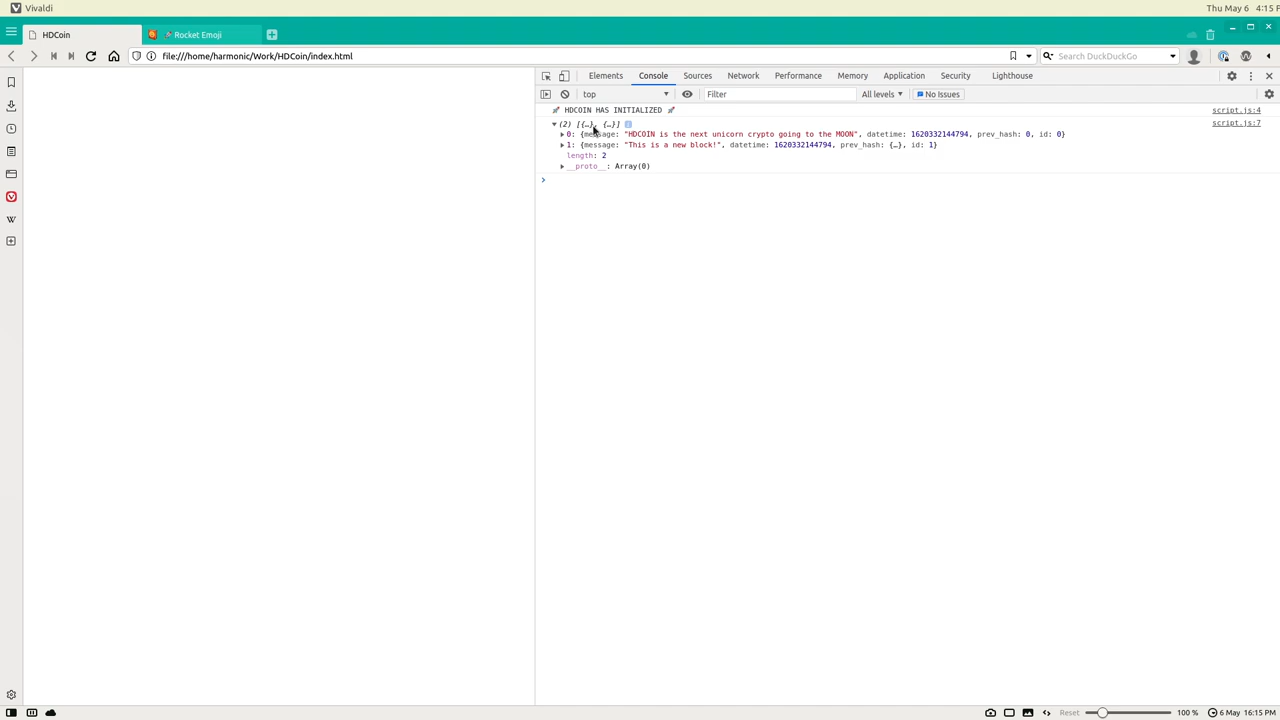 Vivaldi
Thu May 6 4:15 P
HDCoin
🚀 Rocket Emoji
file:///home/harmonic/Work/HDCoin/index.html
Search DuckDuckGo
Elements Console Sources Network Performance Memory Application Security Lighthouse
top Filter All levels No Issues
🚀 HDCOIN HAS INITIALIZED 🚀 script.js:4
(2) [{…}, {…}] i script.js:7
0: {message: "HDCOIN is the next unicorn crypto going to the MOON", datetime: 1620332144794, prev_hash: 0, id: 0}
1: {message: "This is a new block!", datetime: 1620332144794, prev_hash: {…}, id: 1}
length: 2
__proto__: Array(0)
Reset 100 % 6 May 16:15 PM